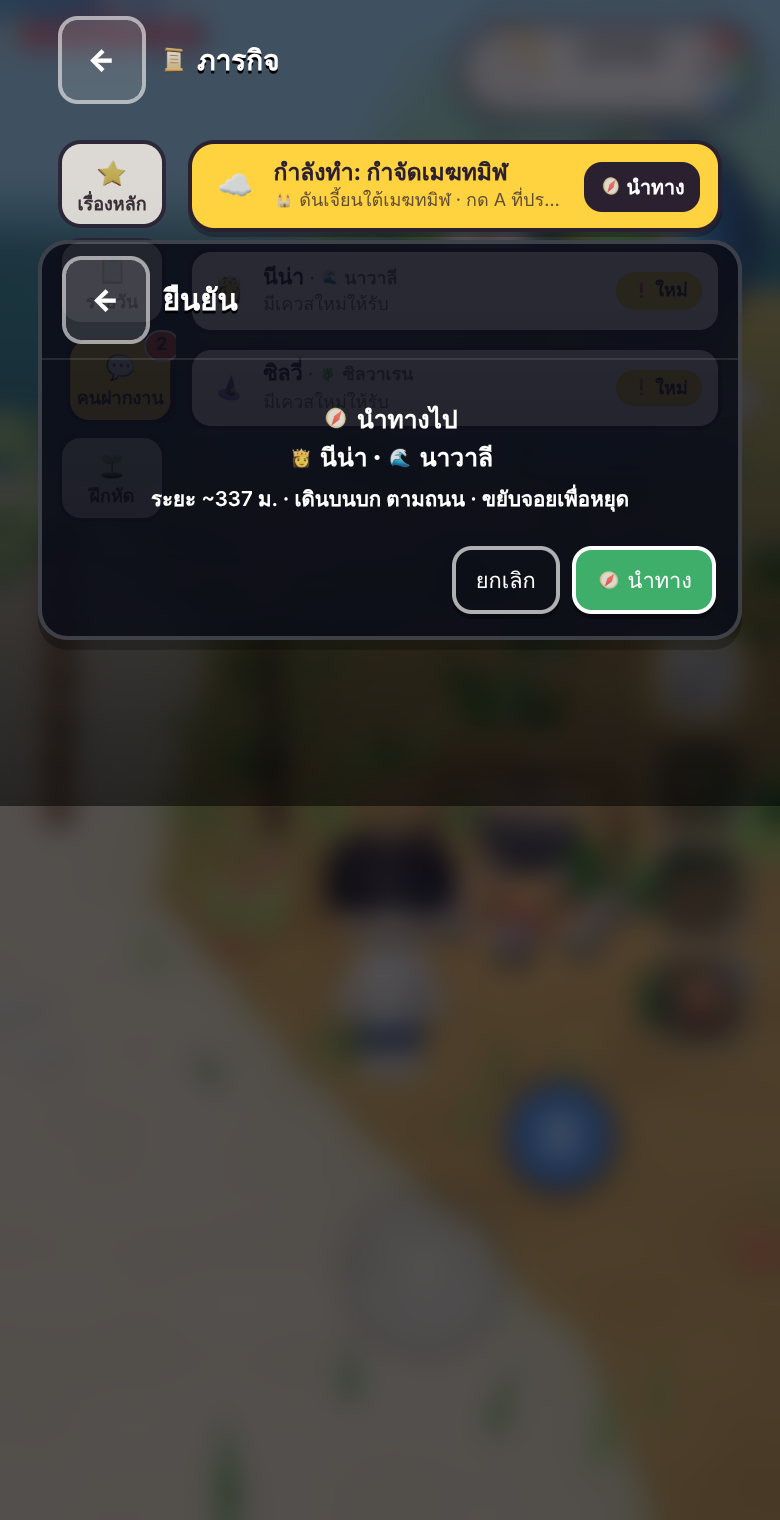 ภารกิจ
เรื่องหลัก
กำลังทำ: กำจัดเมฆทมิฬ
ดันเจี้ยนใต้เมฆทมิฬ · กด A ที่ปร...
นำทาง
ยืนยัน
นีน่า · นาวาลี
มีเควสใหม่ให้รับ
! ใหม่
2
คนฝากงาน
ซิลวี่ · ซิลวาเรน
มีเควสใหม่ให้รับ
! ใหม่
ฝึกหัด
นำทางไป
นีน่า · นาวาลี
ระยะ ~337 ม. · เดินบนบก ตามถนน · ขยับจอยเพื่อหยุด
ยกเลิก
นำทาง